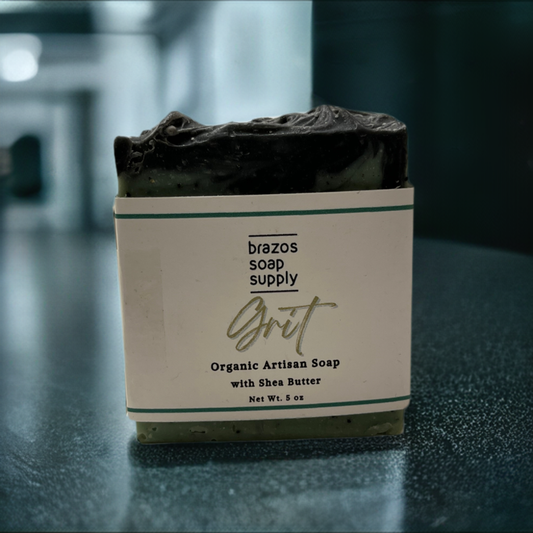 brazos
soap
supply
Grit
Organic Artisan Soap
with Shea Butter
Net Wt. 5 oz